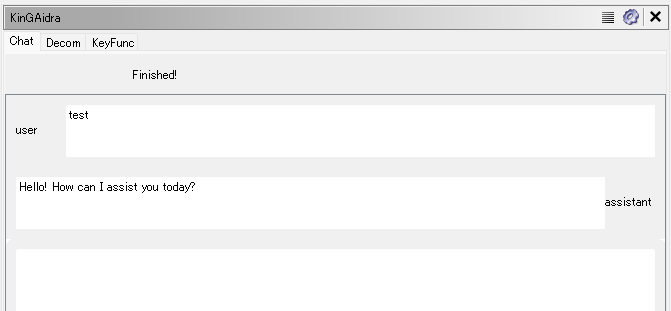 KinGAidra
Chat Decom KeyFunc
Finished!
user
test
Hello! How can I assist you today?
assistant